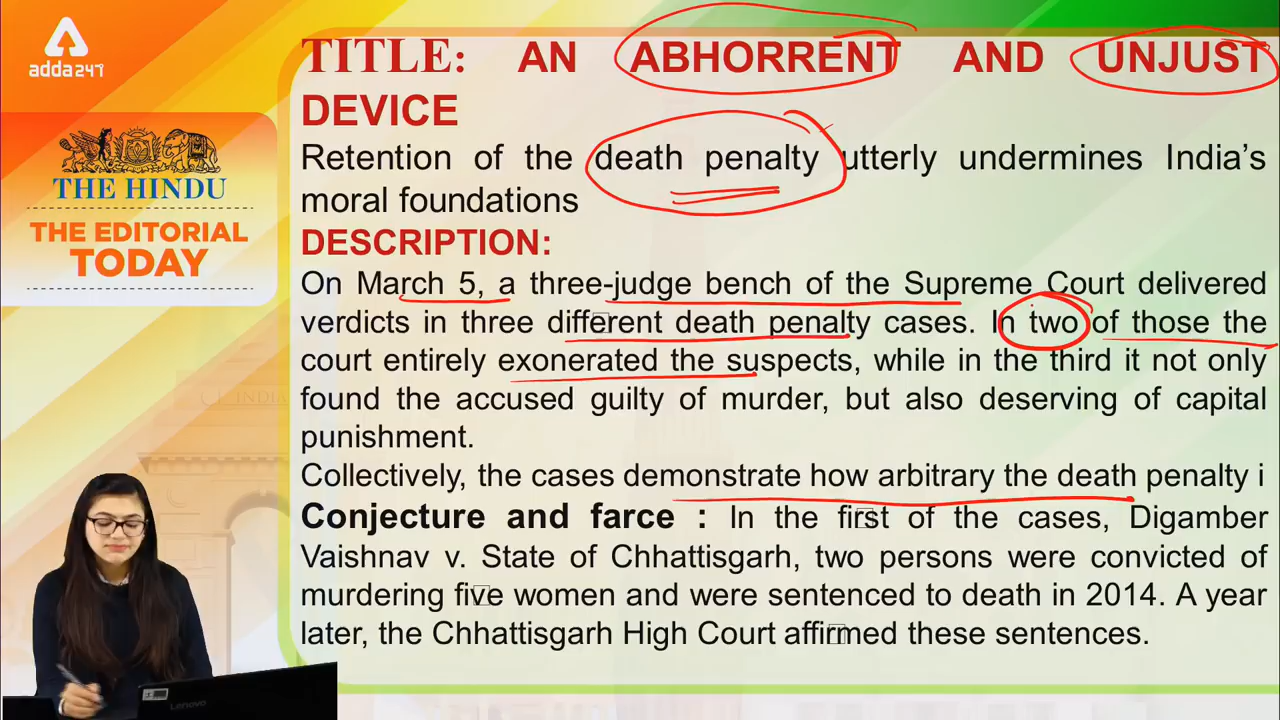 adda247
THE HINDU
THE EDITORIAL
TODAY
TITLE: AN ABHORRENT AND UNJUST
DEVICE
Retention of the death penalty utterly undermines India's
moral foundations
DESCRIPTION:
On March 5, a three-judge bench of the Supreme Court delivered
verdicts in three different death penalty cases. In two of those the
court entirely exonerated the suspects, while in the third it not only
found the accused guilty of murder, but also deserving of capital
punishment.
Collectively, the cases demonstrate how arbitrary the death penalty i
Conjecture and farce : In the first of the cases, Digamber
Vaishnav v. State of Chhattisgarh, two persons were convicted of
murdering five women and were sentenced to death in 2014. A year
later, the Chhattisgarh High Court affirmed these sentences.
Lenovo